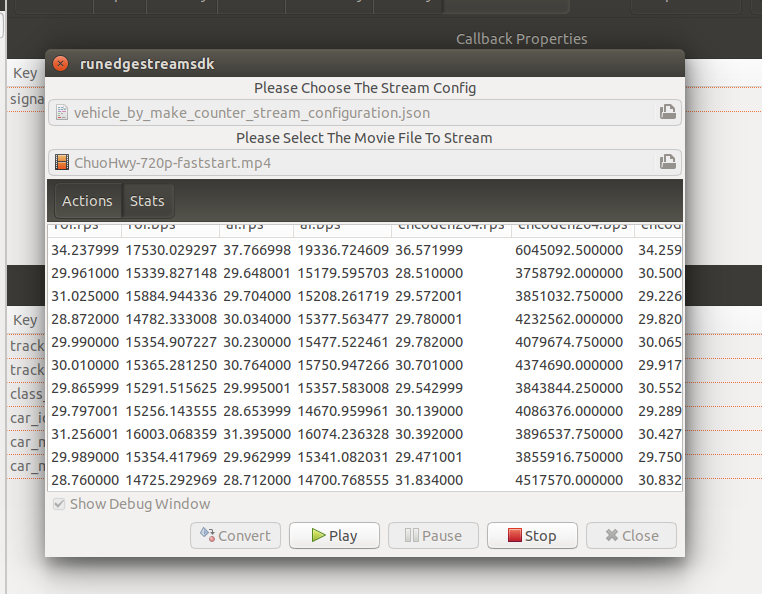 Callback Properties
Key
signa
runedgestreamsdk
Please Choose The Stream Config
vehicle_by_make_counter_stream_configuration.json
Please Select The Movie File To Stream
ChuoHwy-720p-faststart.mp4
Actions Stats
roi.fps roi.bps ai.fps ai.bps encodeh264.fps encodeh264.bps encod
34.237999 17530.029297 37.766998 19336.724609 36.571999 6045092.500000 34.259
29.961000 15339.827148 29.648001 15179.595703 28.510000 3758792.000000 30.500
31.025000 15884.944336 29.704000 15208.261719 29.572001 3851032.750000 29.226
28.872000 14782.333008 30.034000 15377.563477 29.780001 4232562.000000 29.820
29.990000 15354.907227 30.230000 15477.522461 29.782000 4079674.750000 30.065
30.010000 15365.281250 30.764000 15750.947266 30.701000 4374690.000000 29.917
29.865999 15291.515625 29.995001 15357.583008 29.542999 3843844.250000 30.552
29.797001 15256.143555 28.653999 14670.959961 30.139000 4086376.000000 29.289
31.256001 16003.068359 31.395000 16074.236328 30.392000 3896537.750000 30.427
29.989000 15354.417969 29.962999 15341.082031 29.471001 3855916.750000 29.750
28.760000 14725.292969 28.712000 14700.768555 31.834000 4517570.000000 30.832
Key
track
track
class_
car_ic
car_m
car_m
Show Debug Window
Convert Play Pause Stop Close